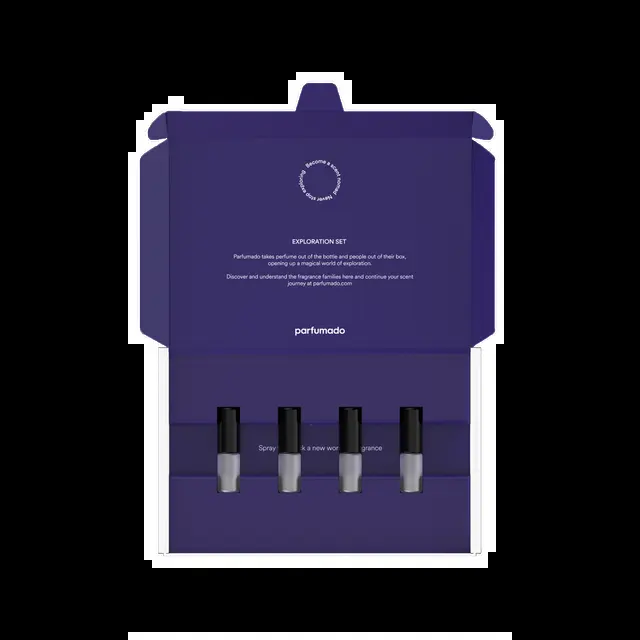 Become a scent nomad Never stop exploring
EXPLORATION SET
Parfumado takes perfume out of the bottle and people out of their box,
opening up a magical world of exploration.
Discover and understand the fragrance families here and continue your scent
journey at parfumado.com
parfumado
Spray a new